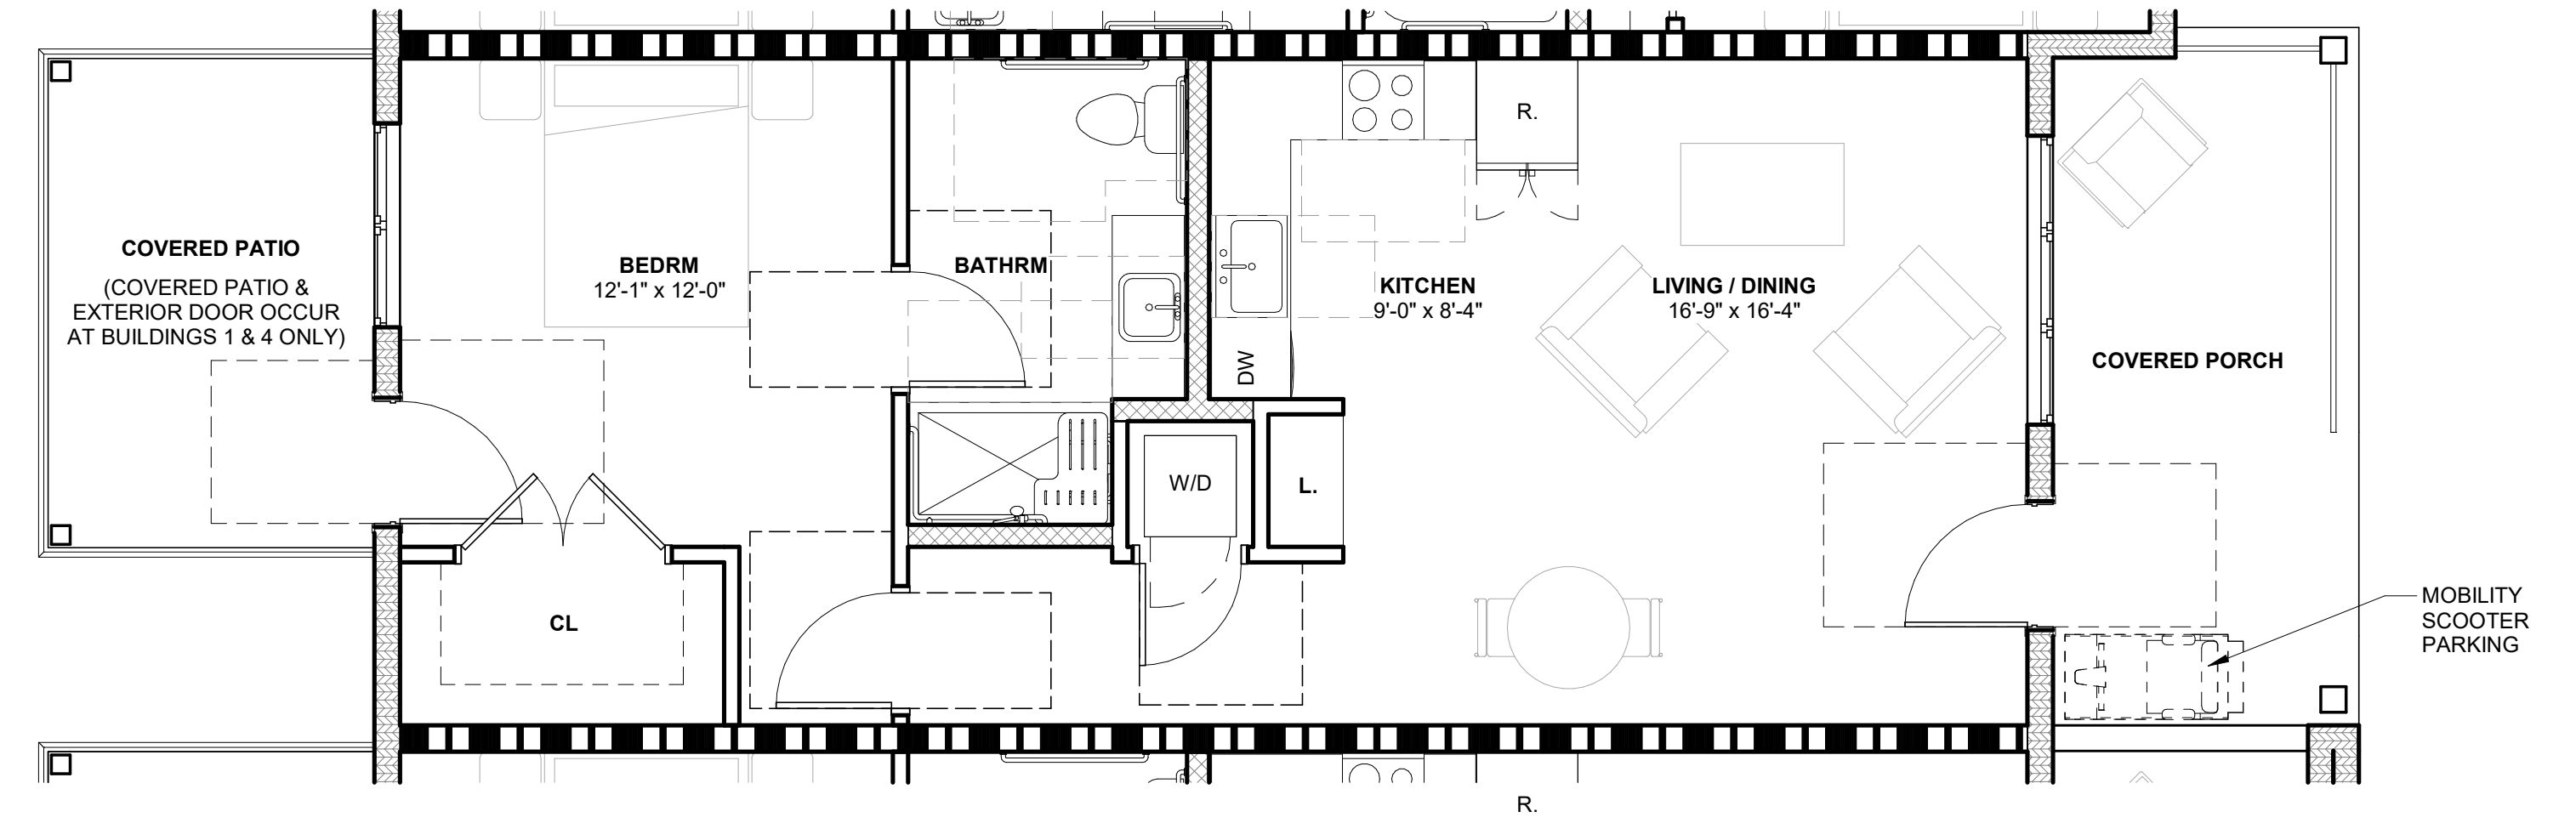 COVERED PATIO
(COVERED PATIO &
EXTERIOR DOOR OCCUR
AT BUILDINGS 1 & 4 ONLY)
BEDRM
12'-1" x 12'-0"
BATHRM
R.
KITCHEN
9'-0" x 8'-4"
LIVING / DINING
16'-9" x 16'-4"
DW
COVERED PORCH
W/D
L.
CL
MOBILITY
SCOOTER
PARKING
R.